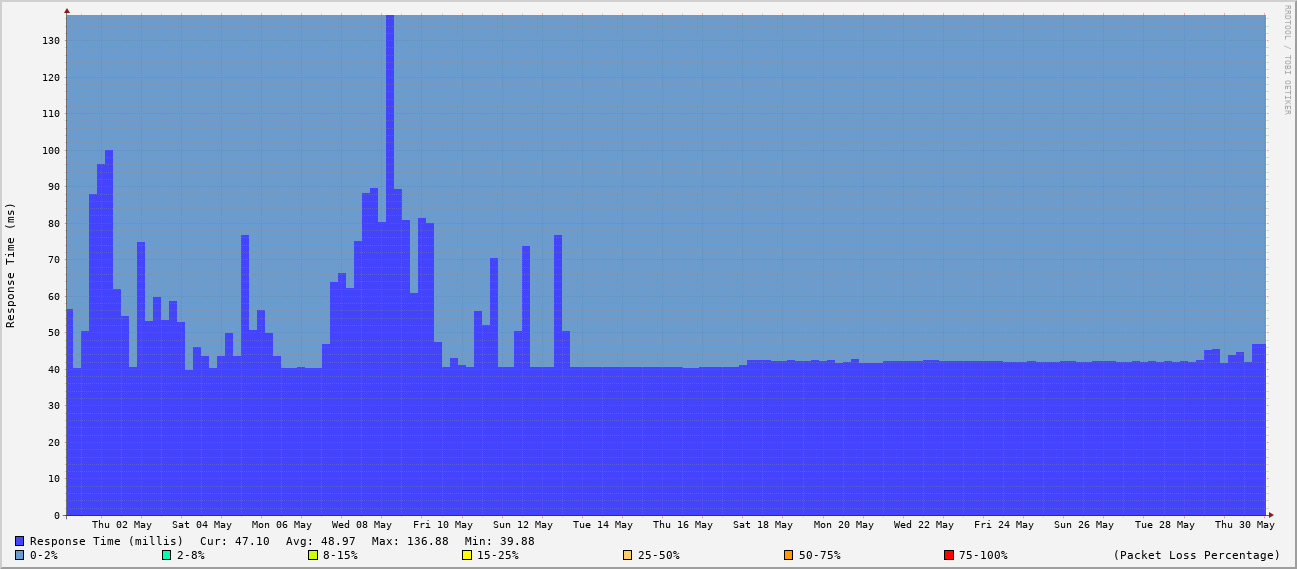 RRDTOOL / TOBI OETIKER
Response Time (ms)
130
120
110
100
90
80
70
60
50
40
30
20
10
0
Thu 02 May Sat 04 May Mon 06 May Wed 08 May Fri 10 May Sun 12 May Tue 14 May Thu 16 May Sat 18 May Mon 20 May Wed 22 May Fri 24 May Sun 26 May Tue 28 May Thu 30 May
Response Time (millis) Cur: 47.10 Avg: 48.97 Max: 136.88 Min: 39.88
0-2% 2-8% 8-15% 15-25% 25-50% 50-75% 75-100% (Packet Loss Percentage)